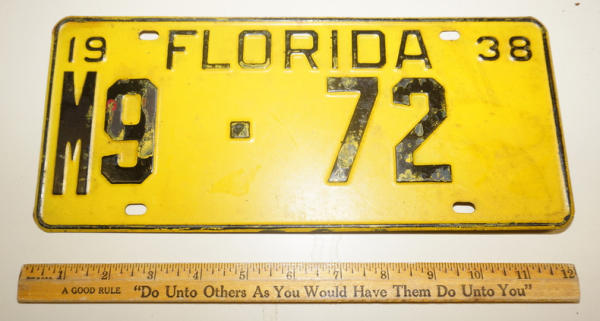 19 FLORIDA 38
M/M 9 · 72
1 2 3 4 5 6 7 8 9 10 11 12
A GOOD RULE "Do Unto Others As You Would Have Them Do Unto You"